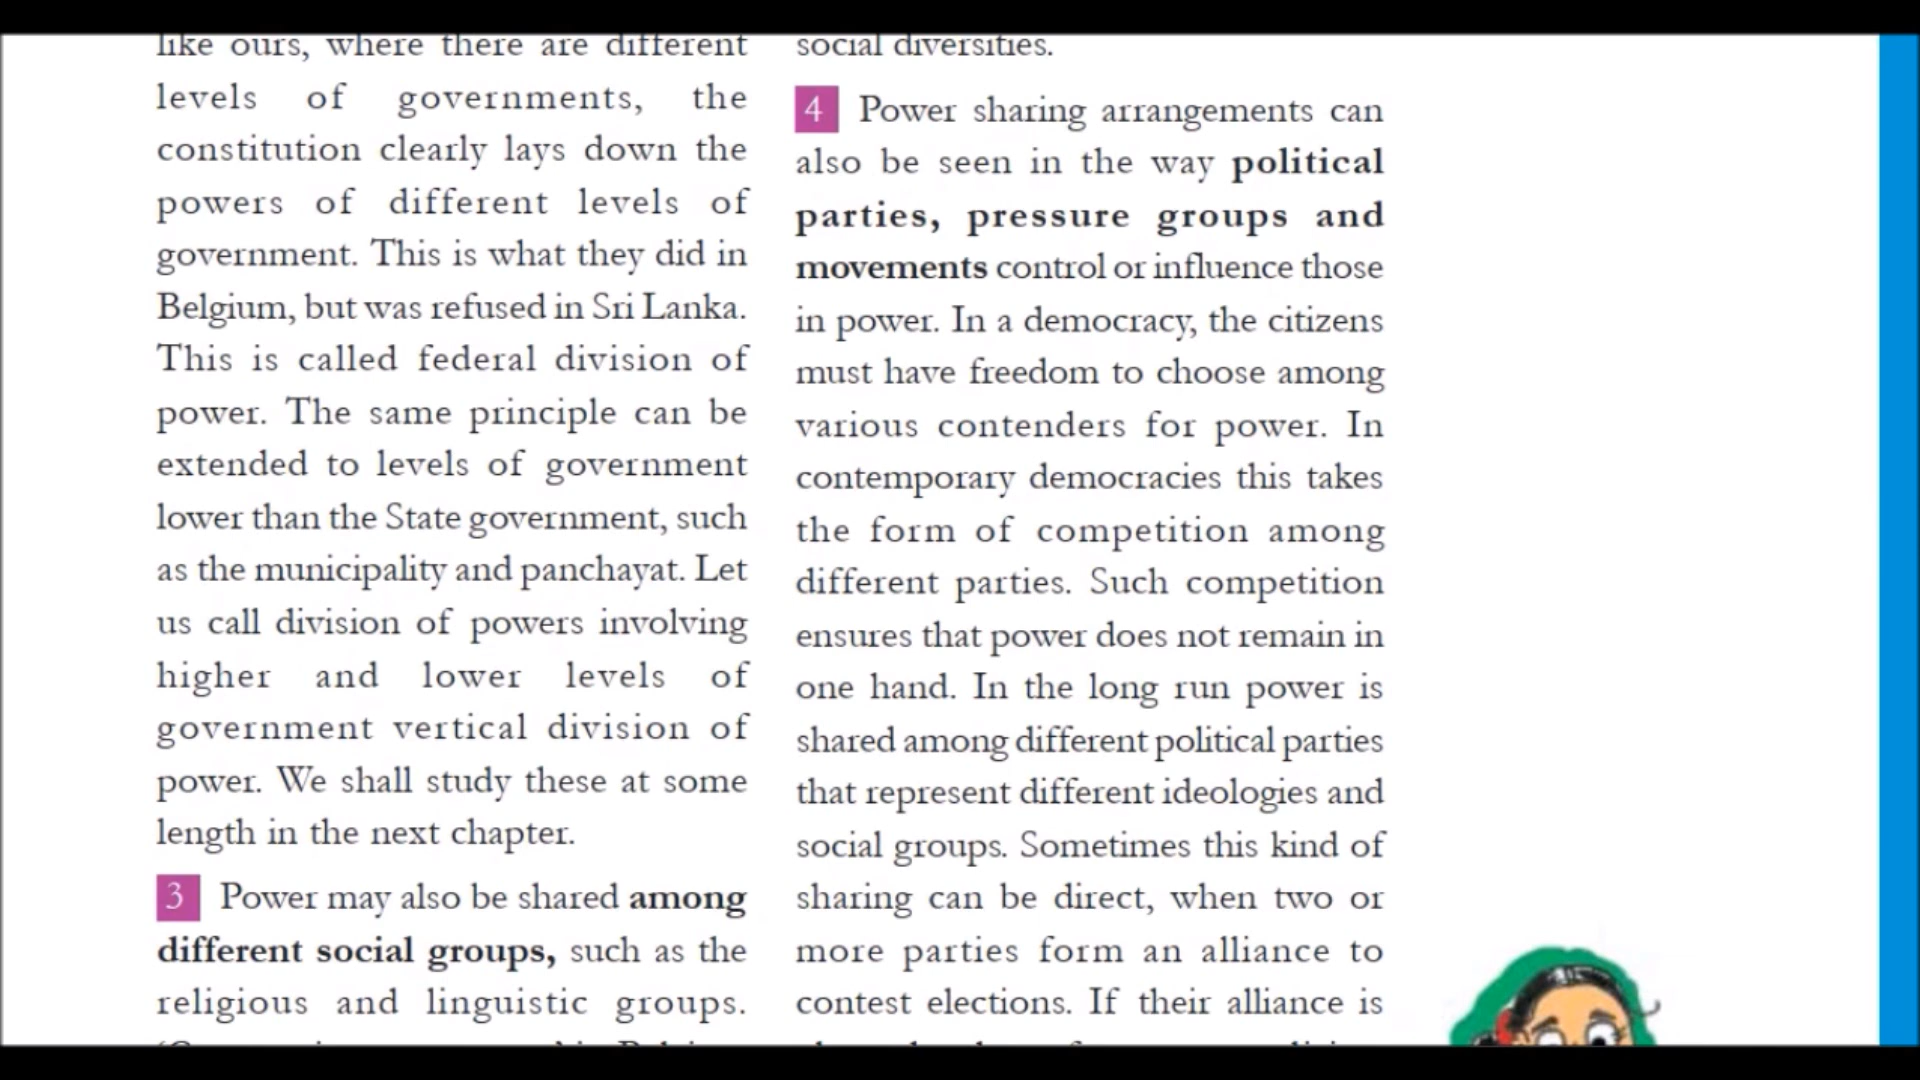 like ours, where there are different
levels of governments, the
constitution clearly lays down the
powers of different levels of
government. This is what they did in
Belgium, but was refused in Sri Lanka.
This is called federal division of
power. The same principle can be
extended to levels of government
lower than the State government, such
as the municipality and panchayat. Let
us call division of powers involving
higher and lower levels of
government vertical division of
power. We shall study these at some
length in the next chapter.
3 Power may also be shared among
different social groups, such as the
religious and linguistic groups.
social diversities.
4 Power sharing arrangements can
also be seen in the way political
parties, pressure groups and
movements control or influence those
in power. In a democracy, the citizens
must have freedom to choose among
various contenders for power. In
contemporary democracies this takes
the form of competition among
different parties. Such competition
ensures that power does not remain in
one hand. In the long run power is
shared among different political parties
that represent different ideologies and
social groups. Sometimes this kind of
sharing can be direct, when two or
more parties form an alliance to
contest elections. If their alliance is